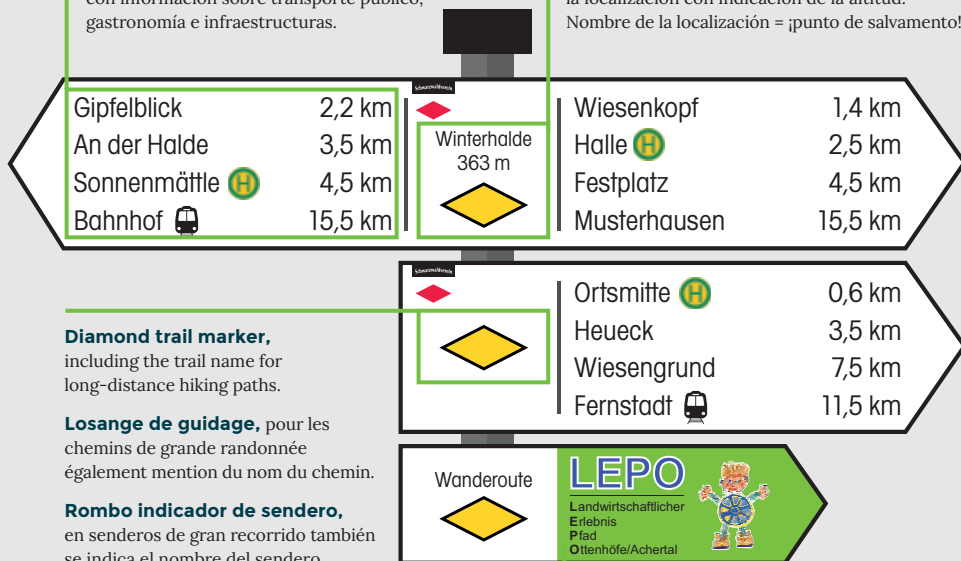 con información sobre transporte público,
gastronomía e infraestructuras.
la localización con indicación de la altitud.
Nombre de la localización = ¡punto de salvamento!
Schwarzwaldverein
Gipfelblick 2,2 km
An der Halde 3,5 km
Sonnenmättle H 4,5 km
Bahnhof 15,5 km
Winterhalde
363 m
Wiesenkopf 1,4 km
Halle H 2,5 km
Festplatz 4,5 km
Musterhausen 15,5 km
Schwarzwaldverein
Ortsmitte H 0,6 km
Heueck 3,5 km
Wiesengrund 7,5 km
Fernstadt 11,5 km
Diamond trail marker,
including the trail name for
long-distance hiking paths.
Losange de guidage, pour les
chemins de grande randonnée
également mention du nom du chemin.
Rombo indicador de sendero,
en senderos de gran recorrido también
se indica el nombre del sendero
Wanderoute
LEPO
Landwirtschaftlicher
Erlebnis
Pfad
Ottenhöfe/Achertal